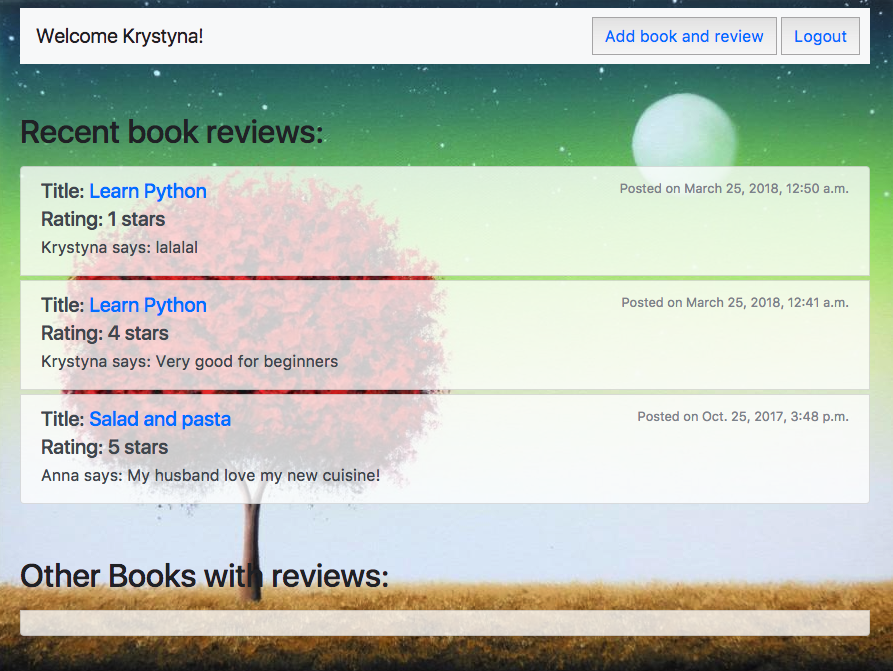 Welcome Krystyna!
Add book and review
Logout
Recent book reviews:
Title: Learn Python
Posted on March 25, 2018, 12:50 a.m.
Rating: 1 stars
Krystyna says: lalalal
Title: Learn Python
Posted on March 25, 2018, 12:41 a.m.
Rating: 4 stars
Krystyna says: Very good for beginners
Title: Salad and pasta
Posted on Oct. 25, 2017, 3:48 p.m.
Rating: 5 stars
Anna says: My husband love my new cuisine!
Other Books with reviews: